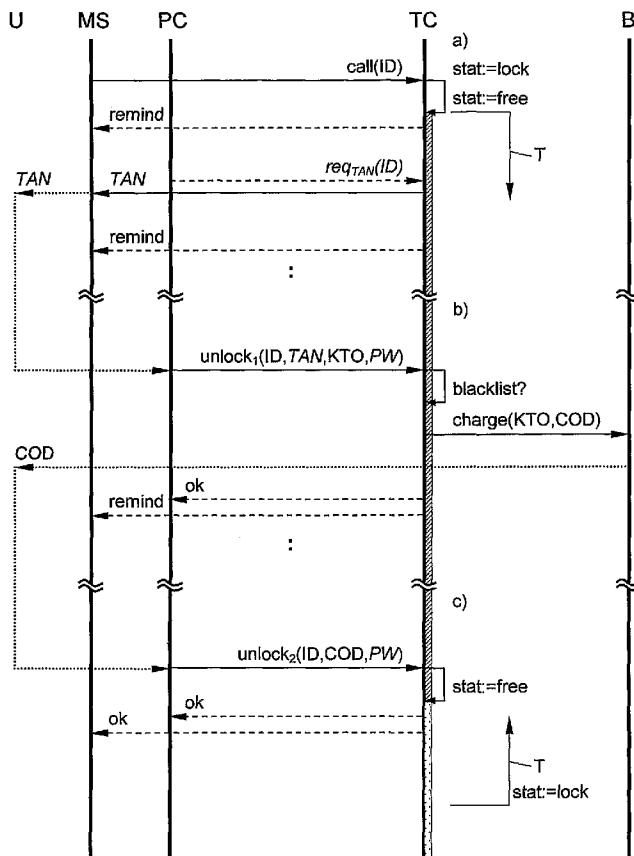 U MS PC TC B
a)
call(ID) stat:=lock
stat:=free
remind
T
req_TAN(ID)
TAN TAN
remind
:
b)
unlock₁(ID,TAN,KTO,PW)
blacklist?
charge(KTO,COD)
COD
ok
remind
:
c)
unlock₂(ID,COD,PW)
stat:=free
ok
ok
T
stat:=lock